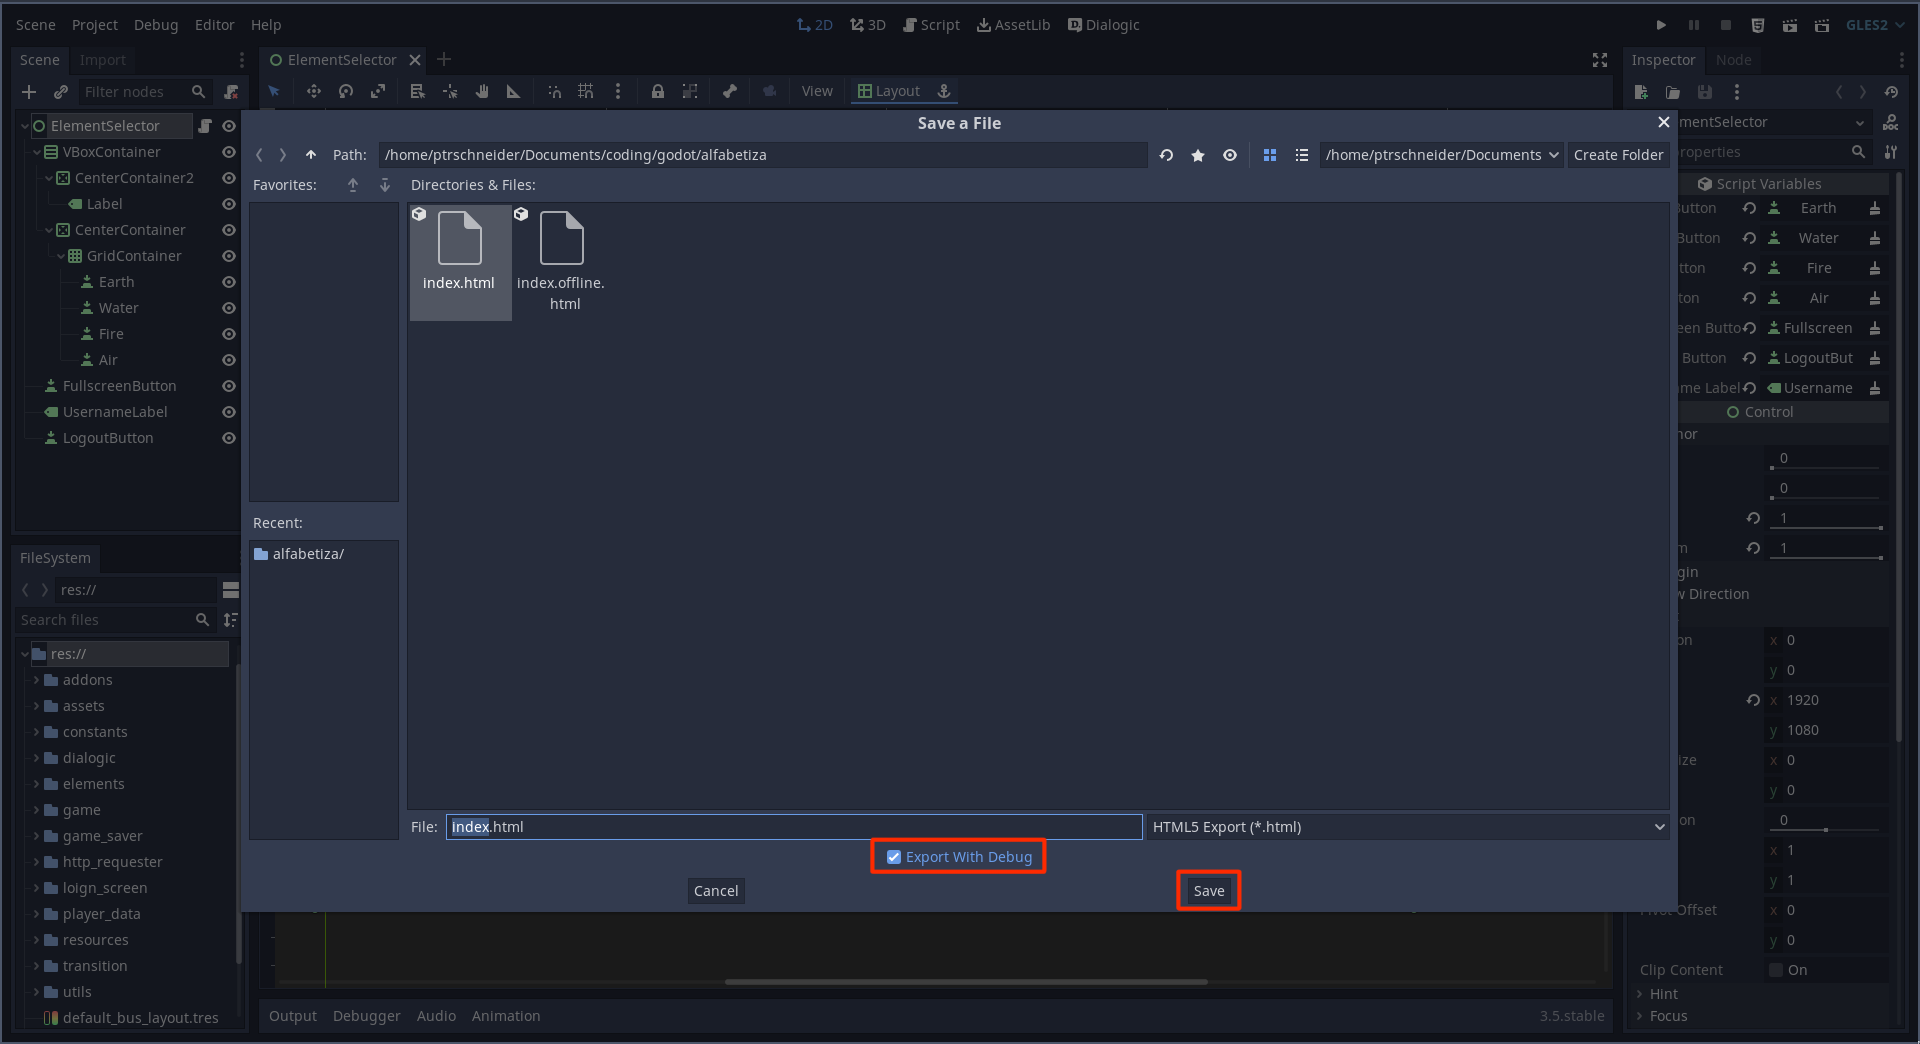 Scene Project Debug Editor Help
2D 3D Script AssetLib Dialogic
GLES2
Scene Import
ElementSelector
Inspector Node
Filter nodes
View Layout
ElementSelector
VBoxContainer
CenterContainer2
Label
CenterContainer
GridContainer
Earth
Water
Fire
Air
FullscreenButton
UsernameLabel
LogoutButton
FileSystem
res://
Search files
res://
addons
assets
constants
dialogic
elements
game
game_saver
http_requester
loign_screen
player_data
resources
transition
utils
default_bus_layout.tres
Save a File
Path: /home/ptrschneider/Documents/coding/godot/alfabetiza
/home/ptrschneider/Documents
Create Folder
Favorites:
Directories & Files:
index.html
index.offline.
html
Recent:
alfabetiza/
File: index.html
HTML5 Export (*.html)
Export With Debug
Cancel
Save
Output Debugger Audio Animation
3.5.stable
mentSelector
roperties
Script Variables
utton Earth
Button Water
tton Fire
ton Air
een Butto Fullscreen
Button LogoutBut
me Label Username
Control
hor
0
0
1
m 1
gin
w Direction
on x 0
y 0
x 1920
y 1080
ize x 0
y 0
on 0
x 1
y 1
Pivot Offset x 0
y 0
Clip Content On
Hint
Focus